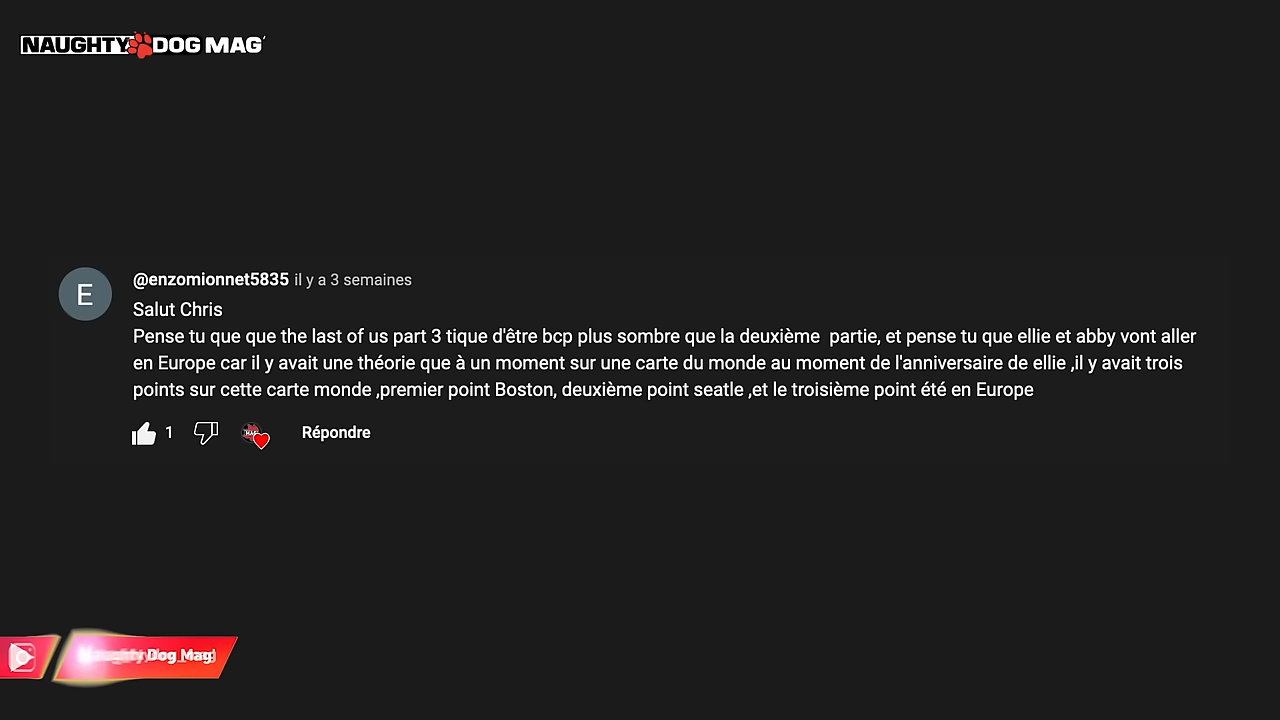 NAUGHTY DOG MAG'
E
@enzomionnet5835 il y a 3 semaines
Salut Chris
Pense tu que que the last of us part 3 tique d'être bcp plus sombre que la deuxième  partie, et pense tu que ellie et abby vont aller
en Europe car il y avait une théorie que à un moment sur une carte du monde au moment de l'anniversaire de ellie ,il y avait trois
points sur cette carte monde ,premier point Boston, deuxième point seatle ,et le troisième point été en Europe
1
Répondre
Dog Mag